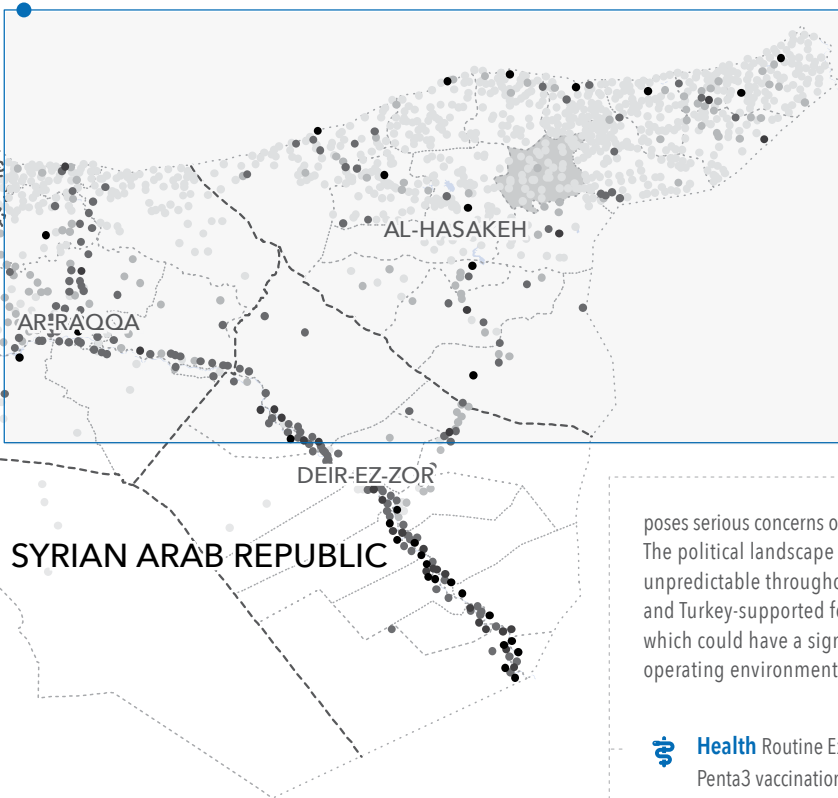 AL-HASAKEH
AR-RAQQA
DEIR-EZ-ZOR
SYRIAN ARAB REPUBLIC
poses serious concerns o
The political landscape
unpredictable througho
and Turkey-supported fo
which could have a sign
operating environment
Health Routine E
Penta3 vaccination